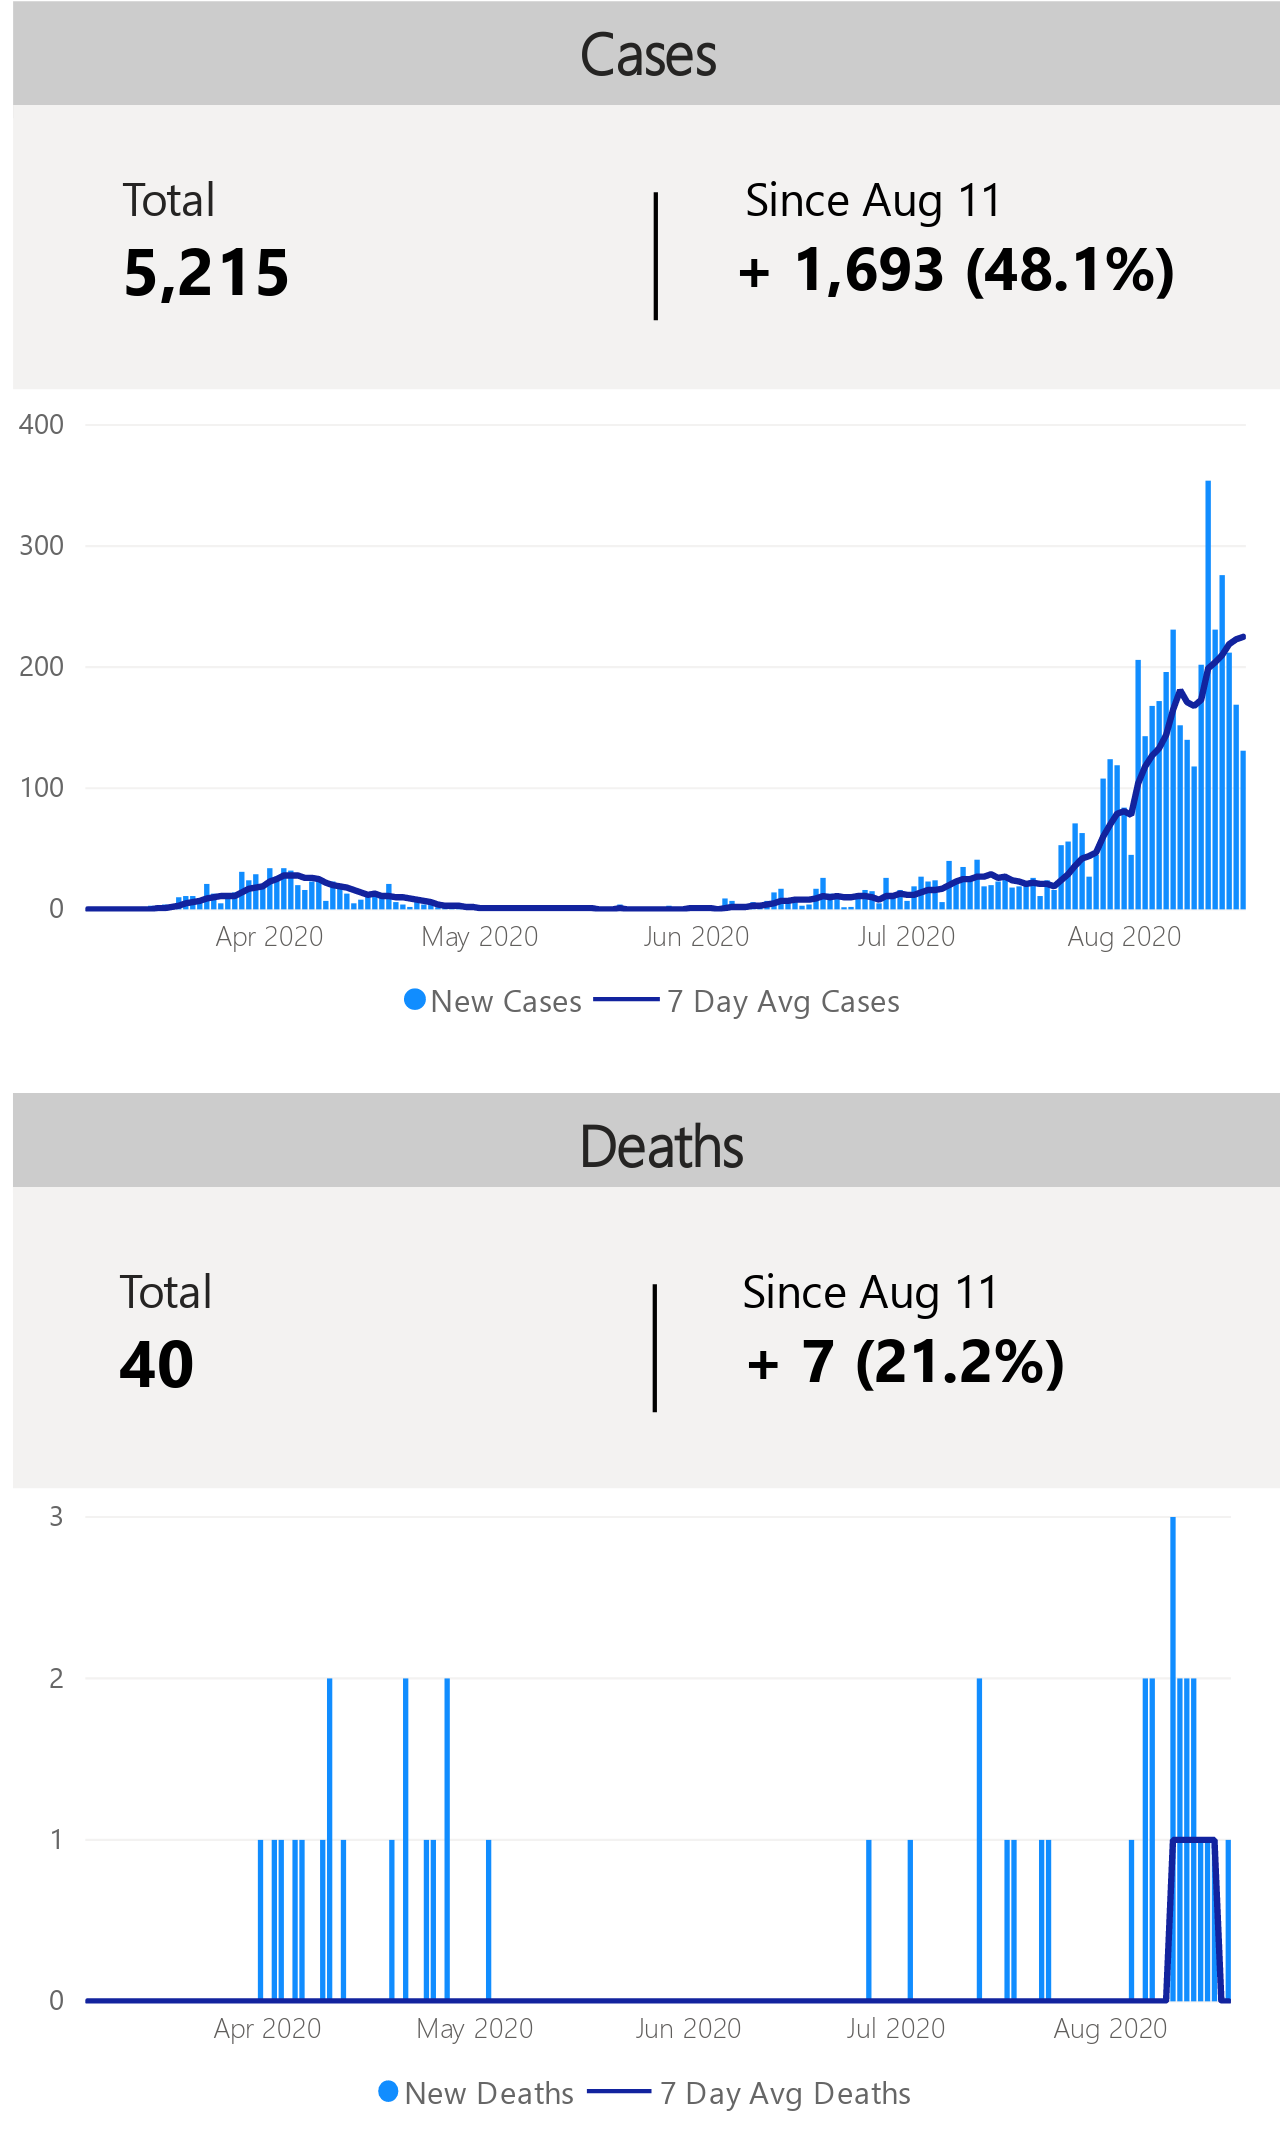 Cases
Total
Since Aug 11
5,215
+ 1,693 (48.1%)
400
300
200
100
0
Apr 2020 May 2020 Jun 2020 Jul 2020 Aug 2020
New Cases 7 Day Avg Cases
Deaths
Total
Since Aug 11
40
+ 7 (21.2%)
3
2
1
0
Apr 2020 May 2020 Jun 2020 Jul 2020 Aug 2020
New Deaths 7 Day Avg Deaths